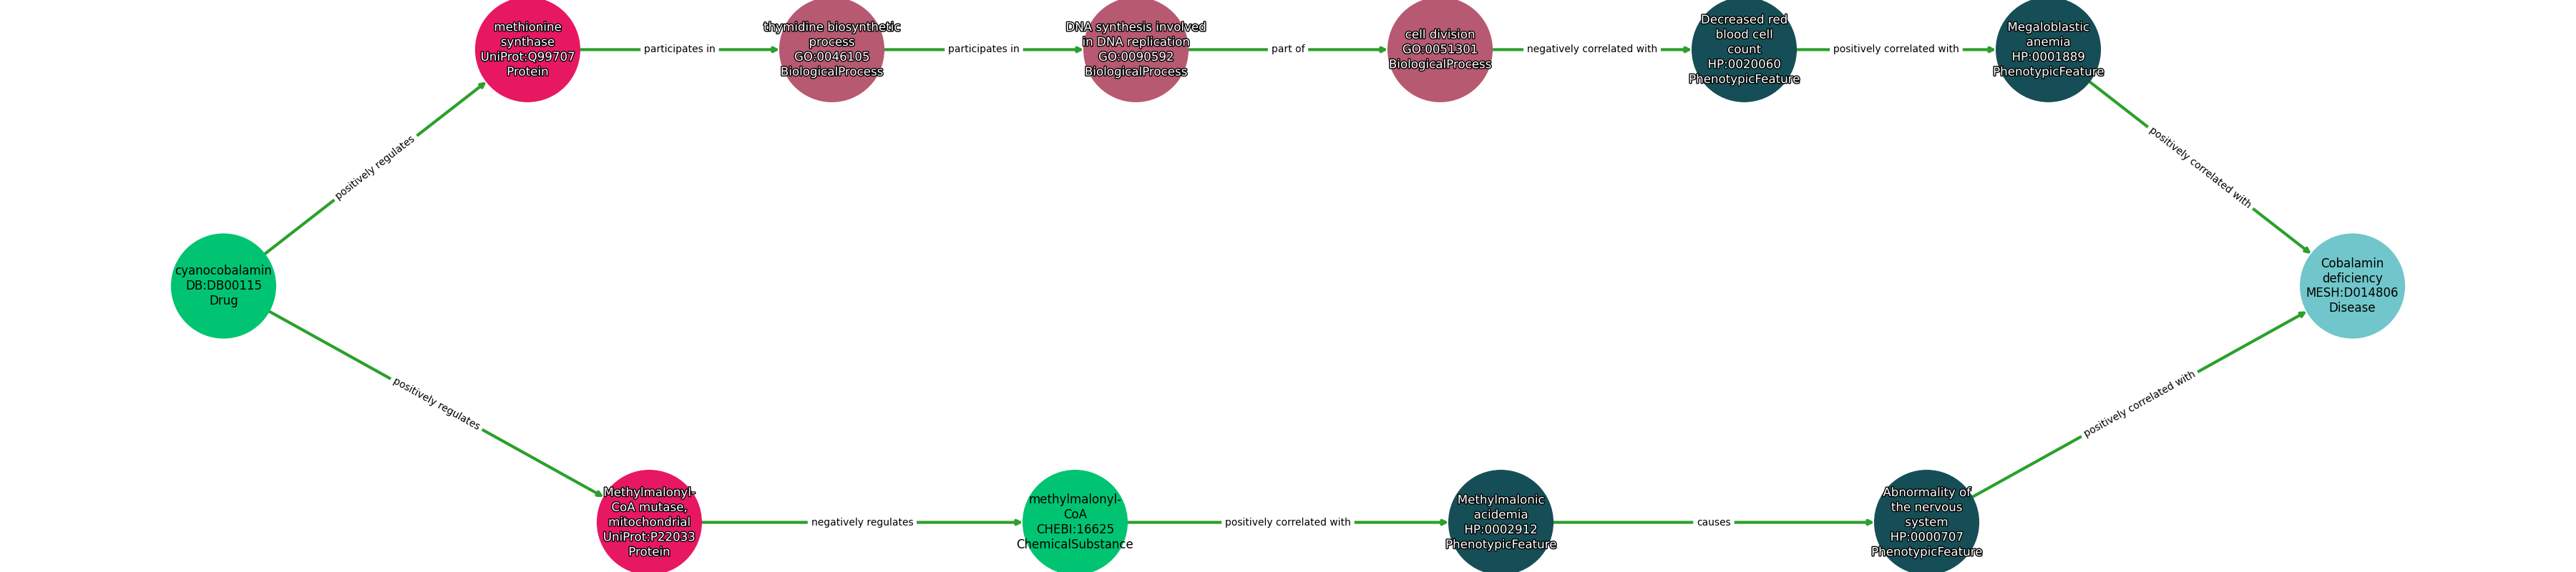 methionine
synthase
UniProt:Q99707
Protein
participates in
thymidine biosynthetic
process
GO:0046105
BiologicalProcess
participates in
DNA synthesis involved
in DNA replication
GO:0090592
BiologicalProcess
part of
cell division
GO:0051301
BiologicalProcess
negatively correlated with
Decreased red
blood cell
count
HP:0020060
PhenotypicFeature
positively correlated with
Megaloblastic
anemia
HP:0001889
PhenotypicFeature
positively regulates
positively correlated with
cyanocobalamin
DB:DB00115
Drug
Cobalamin
deficiency
MESH:D014806
Disease
positively regulates
positively correlated with
Methylmalonyl-
CoA mutase,
mitochondrial
UniProt:P22033
Protein
negatively regulates
methylmalonyl-
CoA
CHEBI:16625
ChemicalSubstance
positively correlated with
Methylmalonic
acidemia
HP:0002912
PhenotypicFeature
causes
Abnormality of
the nervous
system
HP:0000707
PhenotypicFeature